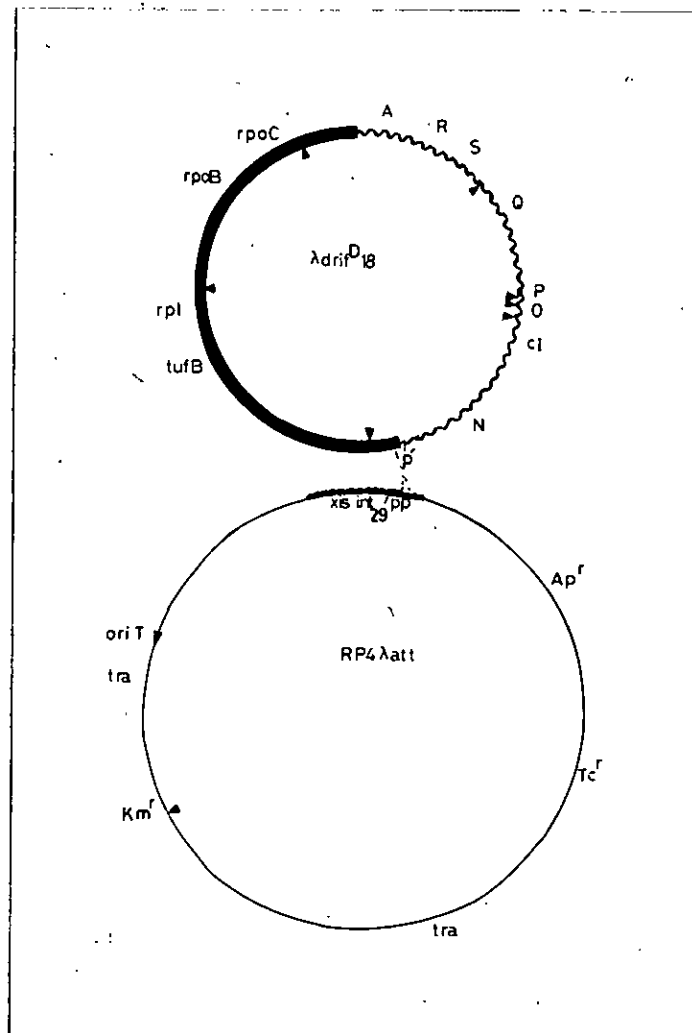 A
R
rpoC
S
rpoB
Q
λdrifᴰ18
P
O
rpl
cI
tufB
N
p'
xis int 29 pp'
Apʳ
ori T
RP4 λatt
tra
Tcʳ
Kmʳ
tra